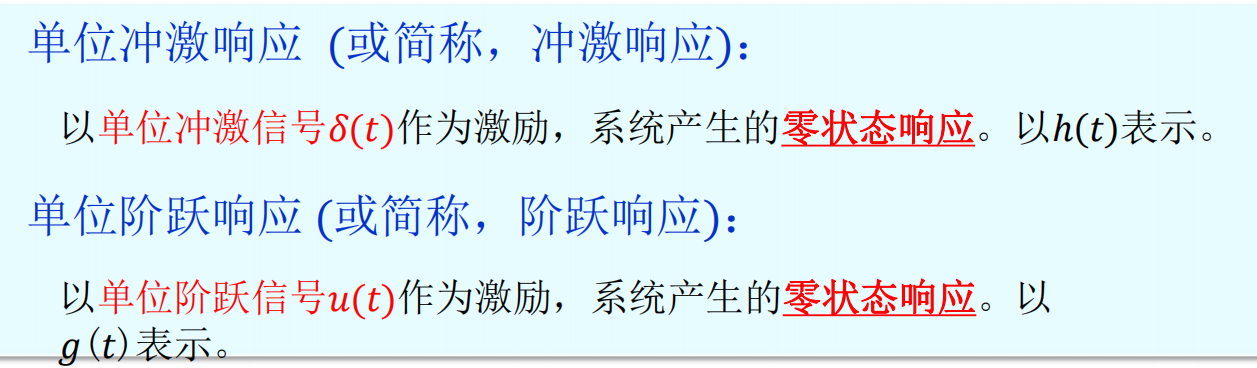 单位冲激响应 (或简称，冲激响应)：
以单位冲激信号δ(t)作为激励，系统产生的零状态响应。以h(t)表示。
单位阶跃响应 (或简称，阶跃响应)：
以单位阶跃信号u(t)作为激励，系统产生的零状态响应。以
g(t)表示。